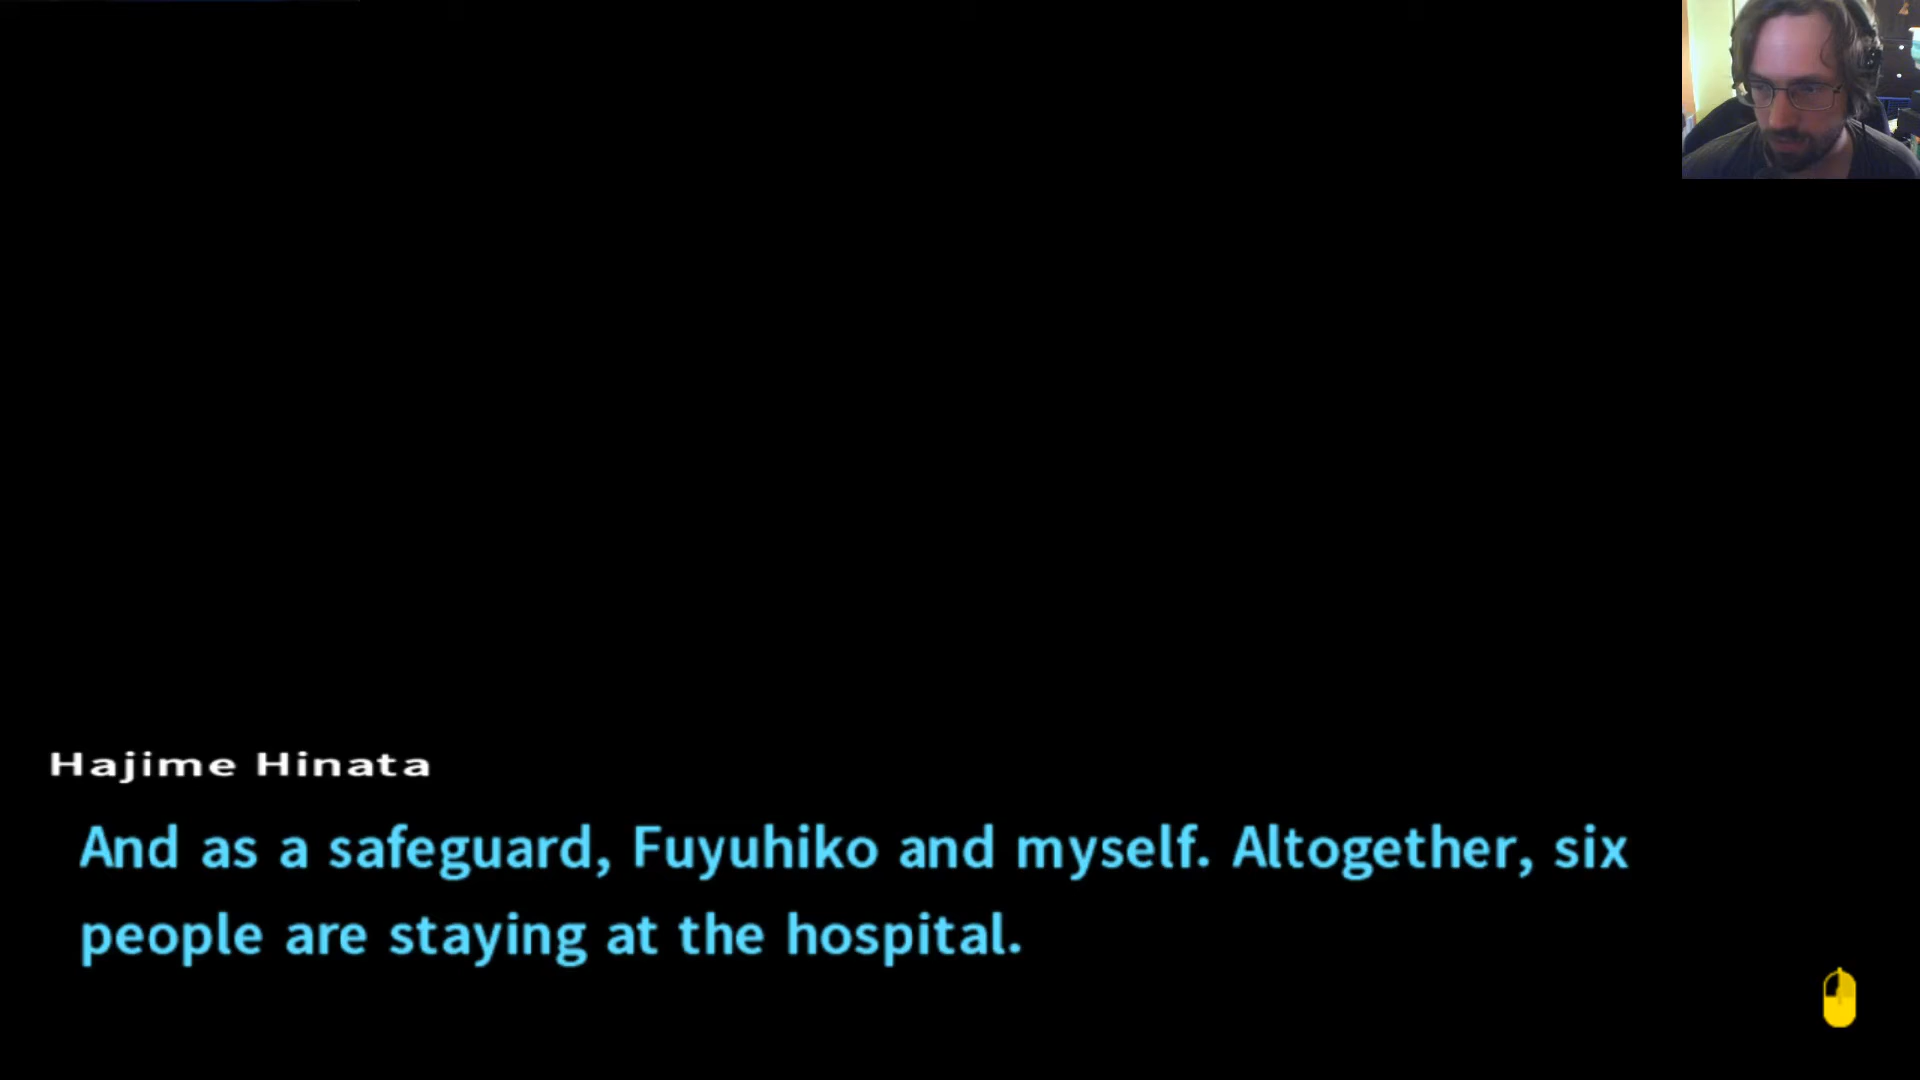 Hajime Hinata
And as a safeguard, Fuyuhiko and myself. Altogether, six
people are staying at the hospital.